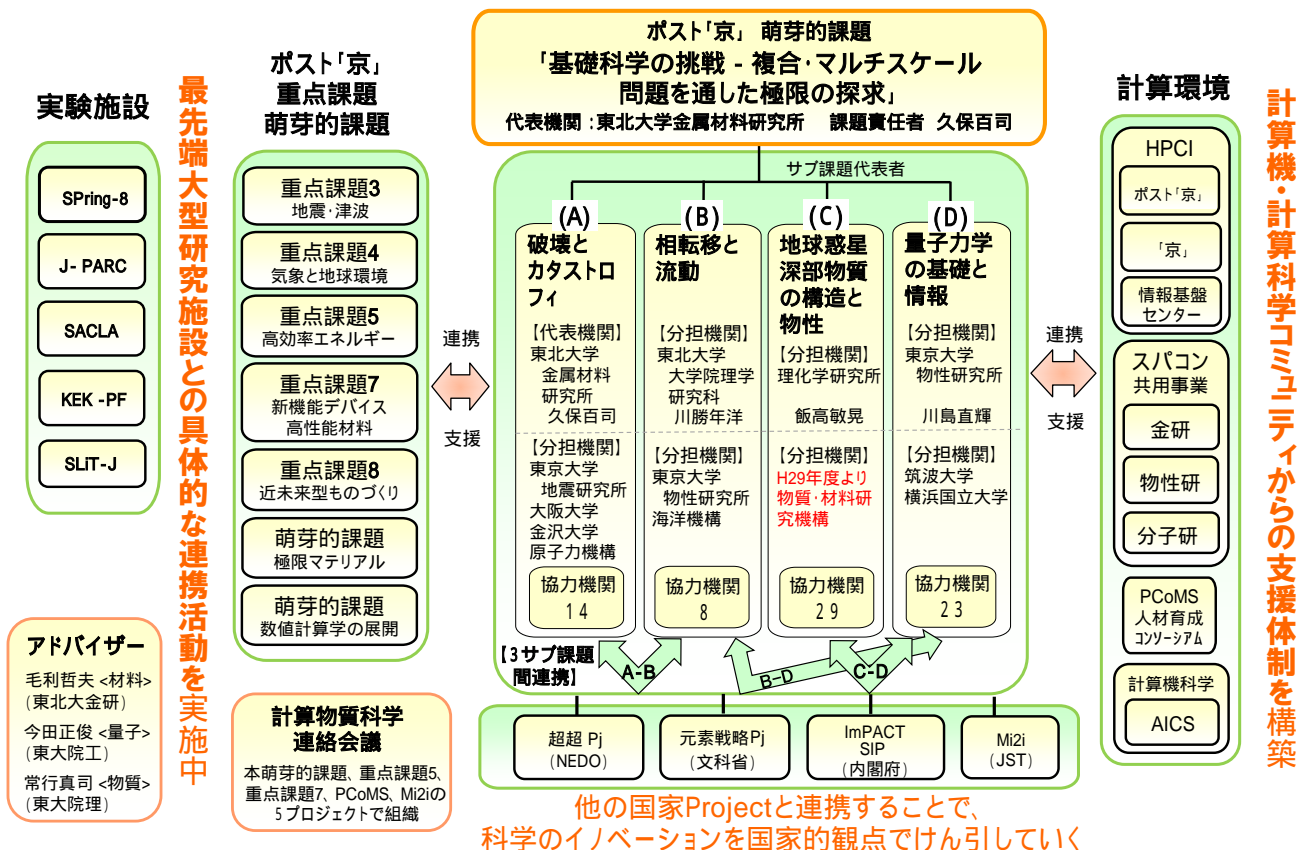 ポスト「京」 萌芽的課題
「基礎科学の挑戦 - 複合・マルチスケール
問題を通した極限の探求」
代表機関：東北大学金属材料研究所　課題責任者 久保百司
実験施設
SPring-8
J- PARC
SACLA
KEK -PF
SLiT-J
最先端大型研究施設との具体的な連携活動を実施中
アドバイザー
毛利哲夫 <材料>
(東北大金研)
今田正俊 <量子>
(東大院工)
常行真司 <物質>
(東大院理)
ポスト「京」
重点課題
萌芽的課題
重点課題3
地震・津波
重点課題4
気象と地球環境
重点課題5
高効率エネルギー
重点課題7
新機能デバイス
高性能材料
重点課題8
近未来型ものづくり
萌芽的課題
極限マテリアル
萌芽的課題
数値計算学の展開
計算物質科学
連絡会議
本萌芽的課題、重点課題5、
重点課題7、PCoMS、Mi2iの
5プロジェクトで組織
連携
支援
サブ課題代表者
(A)
破壊と
カタストロ
フィ
【代表機関】
東北大学
金属材料
研究所
久保百司
【分担機関】
東京大学
地震研究所
大阪大学
金沢大学
原子力機構
協力機関
14
(B)
相転移と
流動
【分担機関】
東北大学
大学院理学
研究科
川勝年洋
【分担機関】
東京大学
物性研究所
海洋機構
協力機関
8
(C)
地球惑星
深部物質
の構造と
物性
【分担機関】
理化学研究所
飯高敏晃
【分担機関】
H29年度より
物質・材料研
究機構
協力機関
29
(D)
量子力学
の基礎と
情報
【分担機関】
東京大学
物性研究所
川島直輝
【分担機関】
筑波大学
横浜国立大学
協力機関
23
【3サブ課題
間連携】
A-B
B-D
C-D
超超 Pj
(NEDO)
元素戦略Pj
(文科省)
ImPACT
SIP
(内閣府)
Mi2i
(JST)
他の国家Projectと連携することで、
科学のイノベーションを国家的観点でけん引していく
連携
支援
計算環境
HPCI
ポスト「京」
「京」
情報基盤
センター
スパコン
共用事業
金研
物性研
分子研
PCoMS
人材育成
コンソーシアム
計算機科学
AICS
計算機・計算科学コミュニティからの支援体制を構築